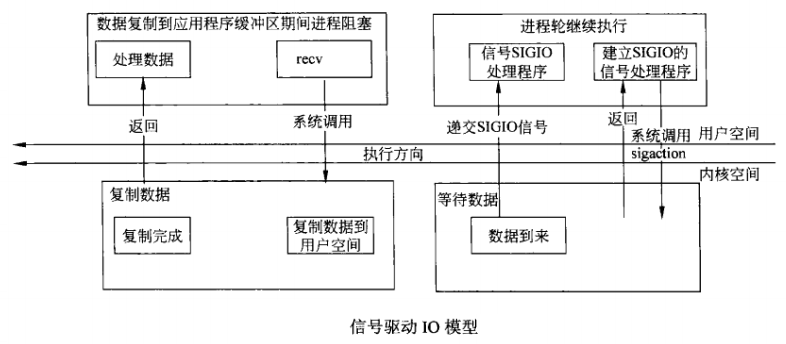 数据复制到应用程序缓冲区期间进程阻塞
处理数据
recv
返回
系统调用
进程轮继续执行
信号SIGIO
处理程序
建立SIGIO的
信号处理程序
递交SIGIO信号
返回
系统调用
sigaction
用户空间
执行方向
内核空间
复制数据
复制完成
复制数据到
用户空间
等待数据
数据到来
信号驱动 IO 模型